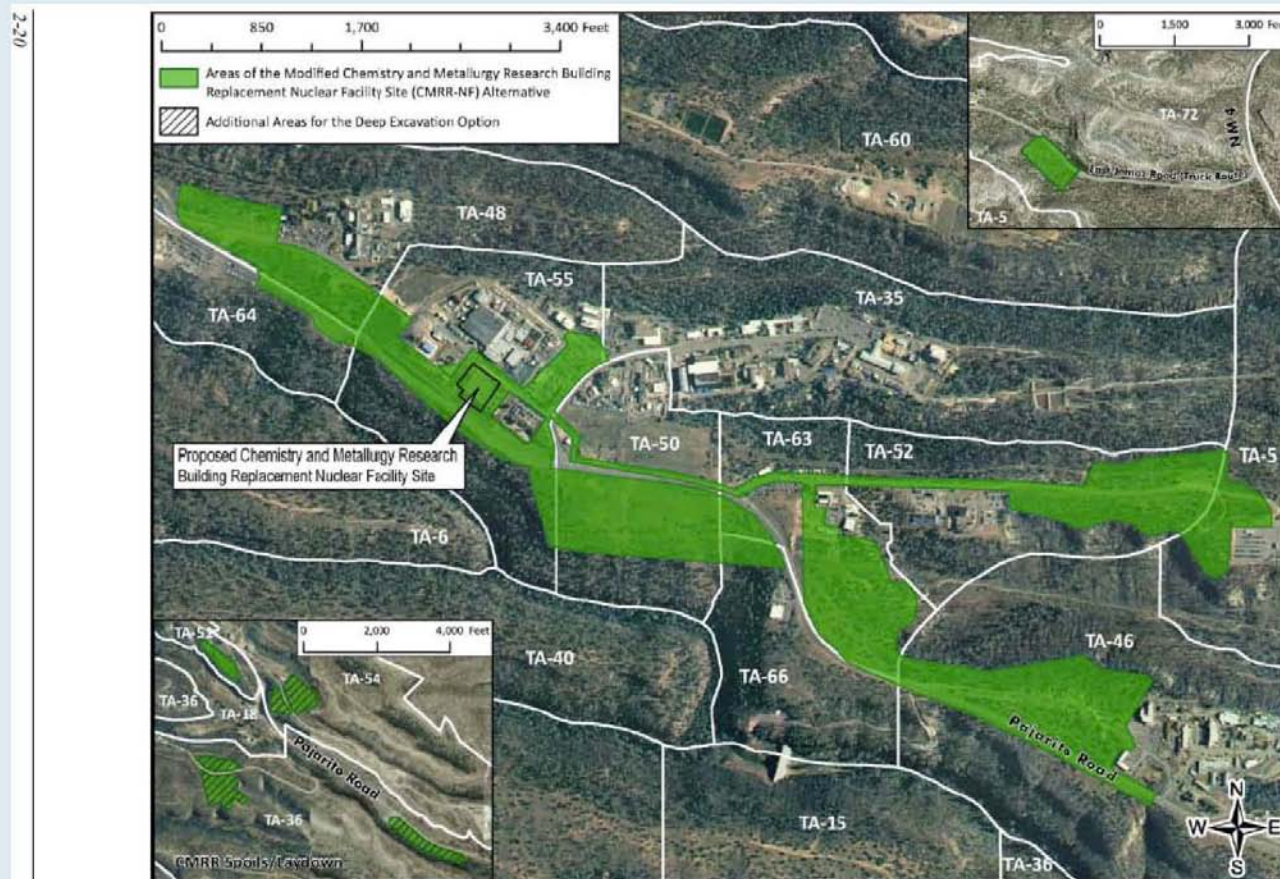 2-20
0 850 1,700 3,400 Feet
Areas of the Modified Chemistry and Metallurgy Research Building
Replacement Nuclear Facility Site (CMRR-NF) Alternative
Additional Areas for the Deep Excavation Option
0 1,500 3,000 Feet
TA-72
NM 4
East Jemez Road (Truck Route)
TA-5
TA-60
TA-48
TA-55
TA-35
TA-64
Proposed Chemistry and Metallurgy Research
Building Replacement Nuclear Facility Site
TA-50
TA-63
TA-52
TA-5
TA-6
TA-46
TA-40
TA-66
Pajarito Road
TA-15
TA-36
0 2,000 4,000 Feet
TA-54
TA-36
TA-18
Pajarito Road
TA-36
CMRR Spoils/Laydown
N
W E
S